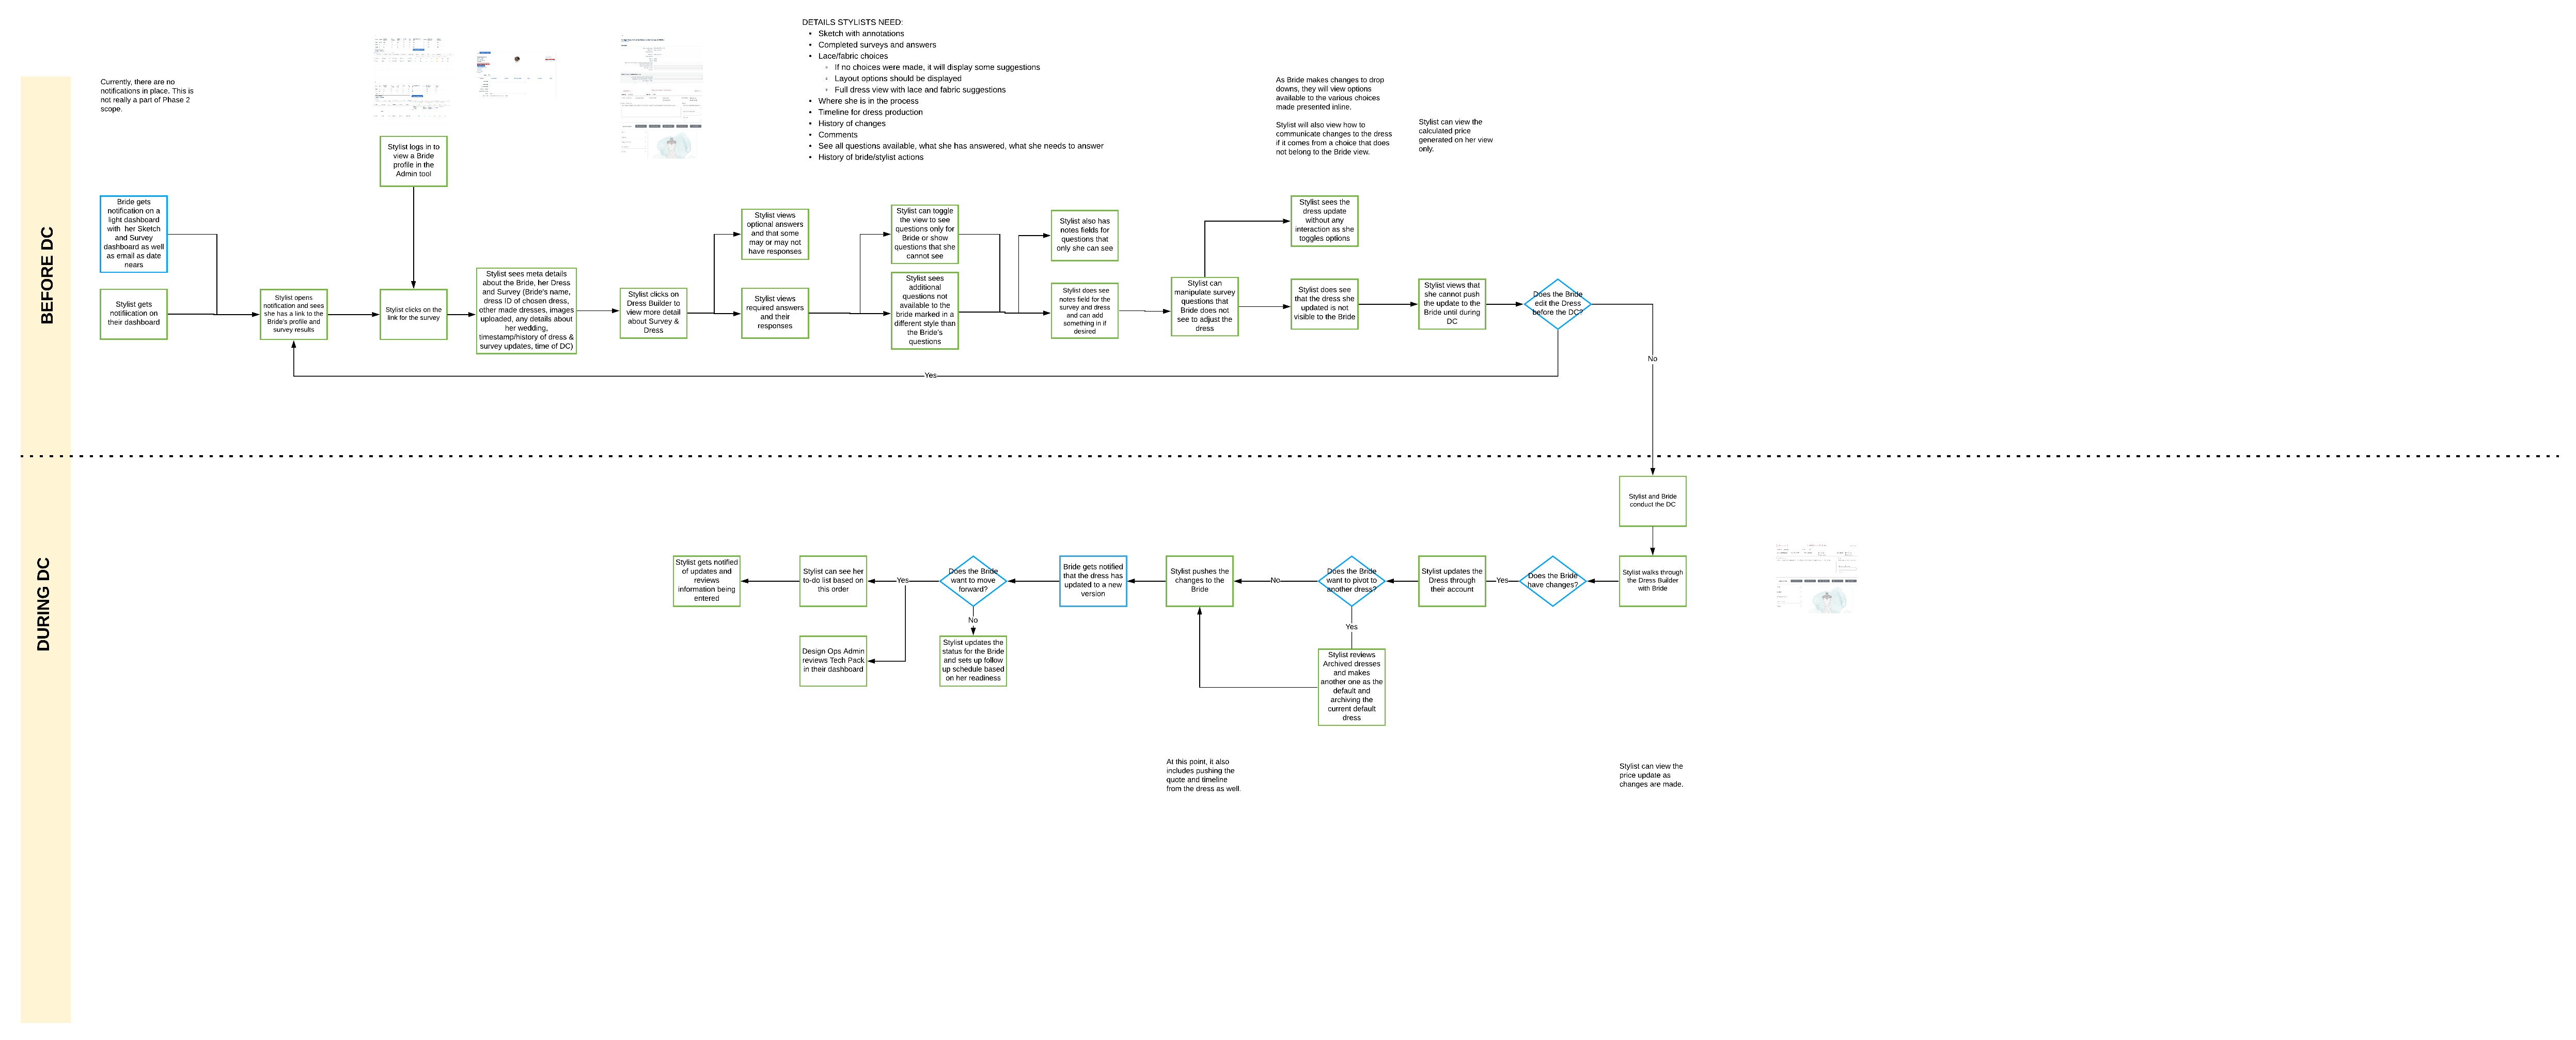 DETAILS STYLISTS NEED:
• Sketch with annotations
• Completed surveys and answers
• Lace/fabric choices
◦ If no choices were made, it will display some suggestions
◦ Layout options should be displayed
◦ Full dress view with lace and fabric suggestions
• Where she is in the process
• Timeline for dress production
• History of changes
• Comments
• See all questions available, what she has answered, what she needs to answer
• History of bride/stylist actions
Currently, there are no
notifications in place. This is
not really a part of Phase 2
scope.
As Bride makes changes to drop
downs, they will view options
available to the various choices
made presented inline.
Stylist will also view how to
communicate changes to the dress
if it comes from a choice that does
not belong to the Bride view.
Stylist can view the
calculated price
generated on her view
only.
BEFORE DC
Stylist logs in to
view a Bride
profile in the
Admin tool
Bride gets
notification on a
light dashboard
with her Sketch
and Survey
dashboard as well
as email as date
nears
Stylist gets
notifiication on
their dashboard
Stylist opens
notification and sees
she has a link to the
Bride's profile and
survey results
Stylist clicks on the
link for the survey
Stylist sees meta details
about the Bride, her Dress
and Survey (Bride's name,
dress ID of chosen dress,
other made dresses, images
uploaded, any details about
her wedding,
timestamp/history of dress &
survey updates, time of DC)
Stylist clicks on
Dress Builder to
view more detail
about Survey &
Dress
Stylist views
optional answers
and that some
may or may not
have responses
Stylist views
required answers
and their
responses
Stylist can toggle
the view to see
questions only for
Bride or show
questions that she
cannot see
Stylist sees
additional
questions not
available to the
bride marked in a
different style than
the Bride's
questions
Stylist also has
notes fields for
questions that
only she can see
Stylist does see
notes field for the
survey and dress
and can add
something in if
desired
Stylist can
manipulate survey
questions that
Bride does not
see to adjust the
dress
Stylist sees the
dress update
without any
interaction as she
toggles options
Stylist does see
that the dress she
updated is not
visible to the Bride
Stylist views that
she cannot push
the update to the
Bride until during
DC
Does the Bride
edit the Dress
before the DC?
No
Yes
DURING DC
Stylist and Bride
conduct the DC
Stylist walks through
the Dress Builder
with Bride
Does the Bride
have changes?
Yes
Stylist updates the
Dress through
their account
Does the Bride
want to pivot to
another dress?
No
Yes
Stylist reviews
Archived dresses
and makes
another one as the
default and
archiving the
current default
dress
Stylist pushes the
changes to the
Bride
Bride gets notified
that the dress has
updated to a new
version
Does the Bride
want to move
forward?
Yes
No
Stylist updates the
status for the Bride
and sets up follow
up schedule based
on her readiness
Stylist can see her
to-do list based on
this order
Design Ops Admin
reviews Tech Pack
in their dashboard
Stylist gets notified
of updates and
reviews
information being
entered
At this point, it also
includes pushing the
quote and timeline
from the dress as well.
Stylist can view the
price update as
changes are made.